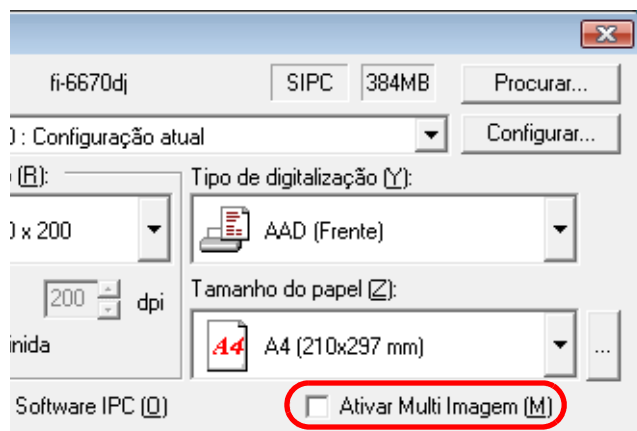 fi-6670dj SIPC 384MB Procurar...
0 : Configuração atual Configurar...
(R): Tipo de digitalização (Y):
0 x 200 AAD (Frente)
200 dpi Tamanho do papel (Z):
inida A4 A4 (210x297 mm) ...
Software IPC (O) Ativar Multi Imagem (M)